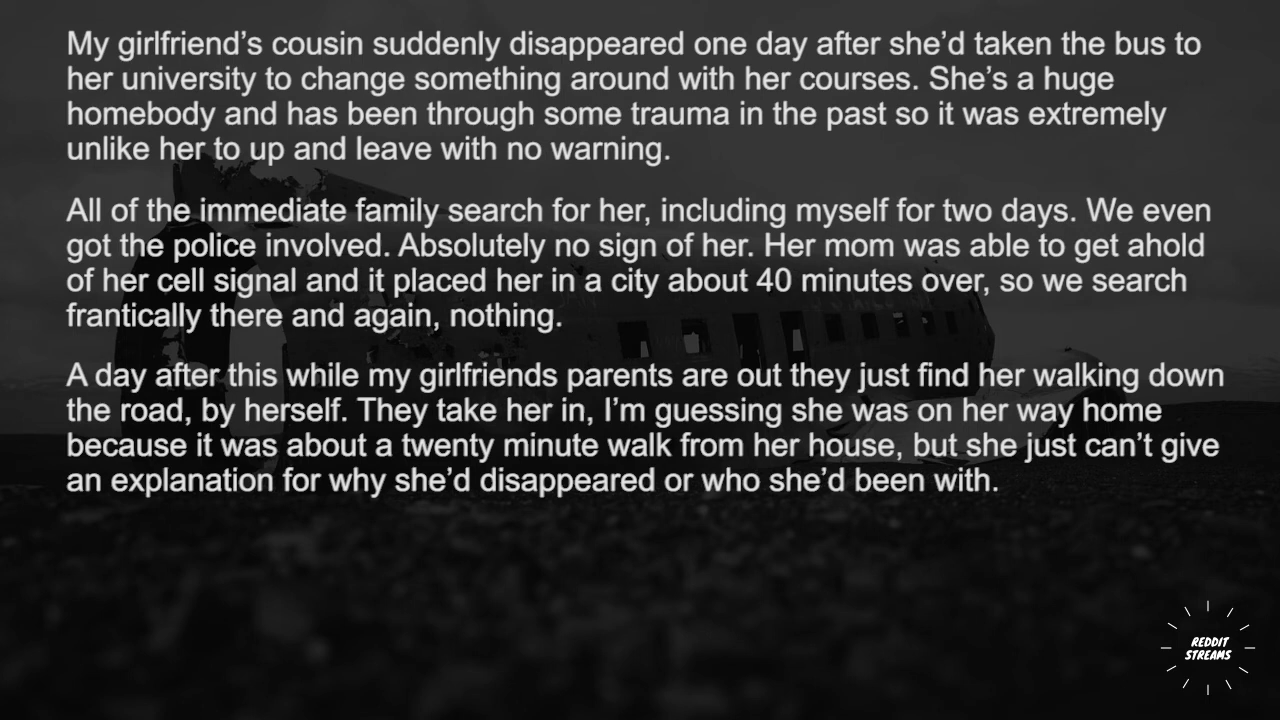 My girlfriend’s cousin suddenly disappeared one day after she’d taken the bus to
her university to change something around with her courses. She’s a huge
homebody and has been through some trauma in the past so it was extremely
unlike her to up and leave with no warning.
All of the immediate family search for her, including myself for two days. We even
got the police involved. Absolutely no sign of her. Her mom was able to get ahold
of her cell signal and it placed her in a city about 40 minutes over, so we search
frantically there and again, nothing.
A day after this while my girlfriends parents are out they just find her walking down
the road, by herself. They take her in, I’m guessing she was on her way home
because it was about a twenty minute walk from her house, but she just can’t give
an explanation for why she’d disappeared or who she’d been with.
REDDIT
STREAMS